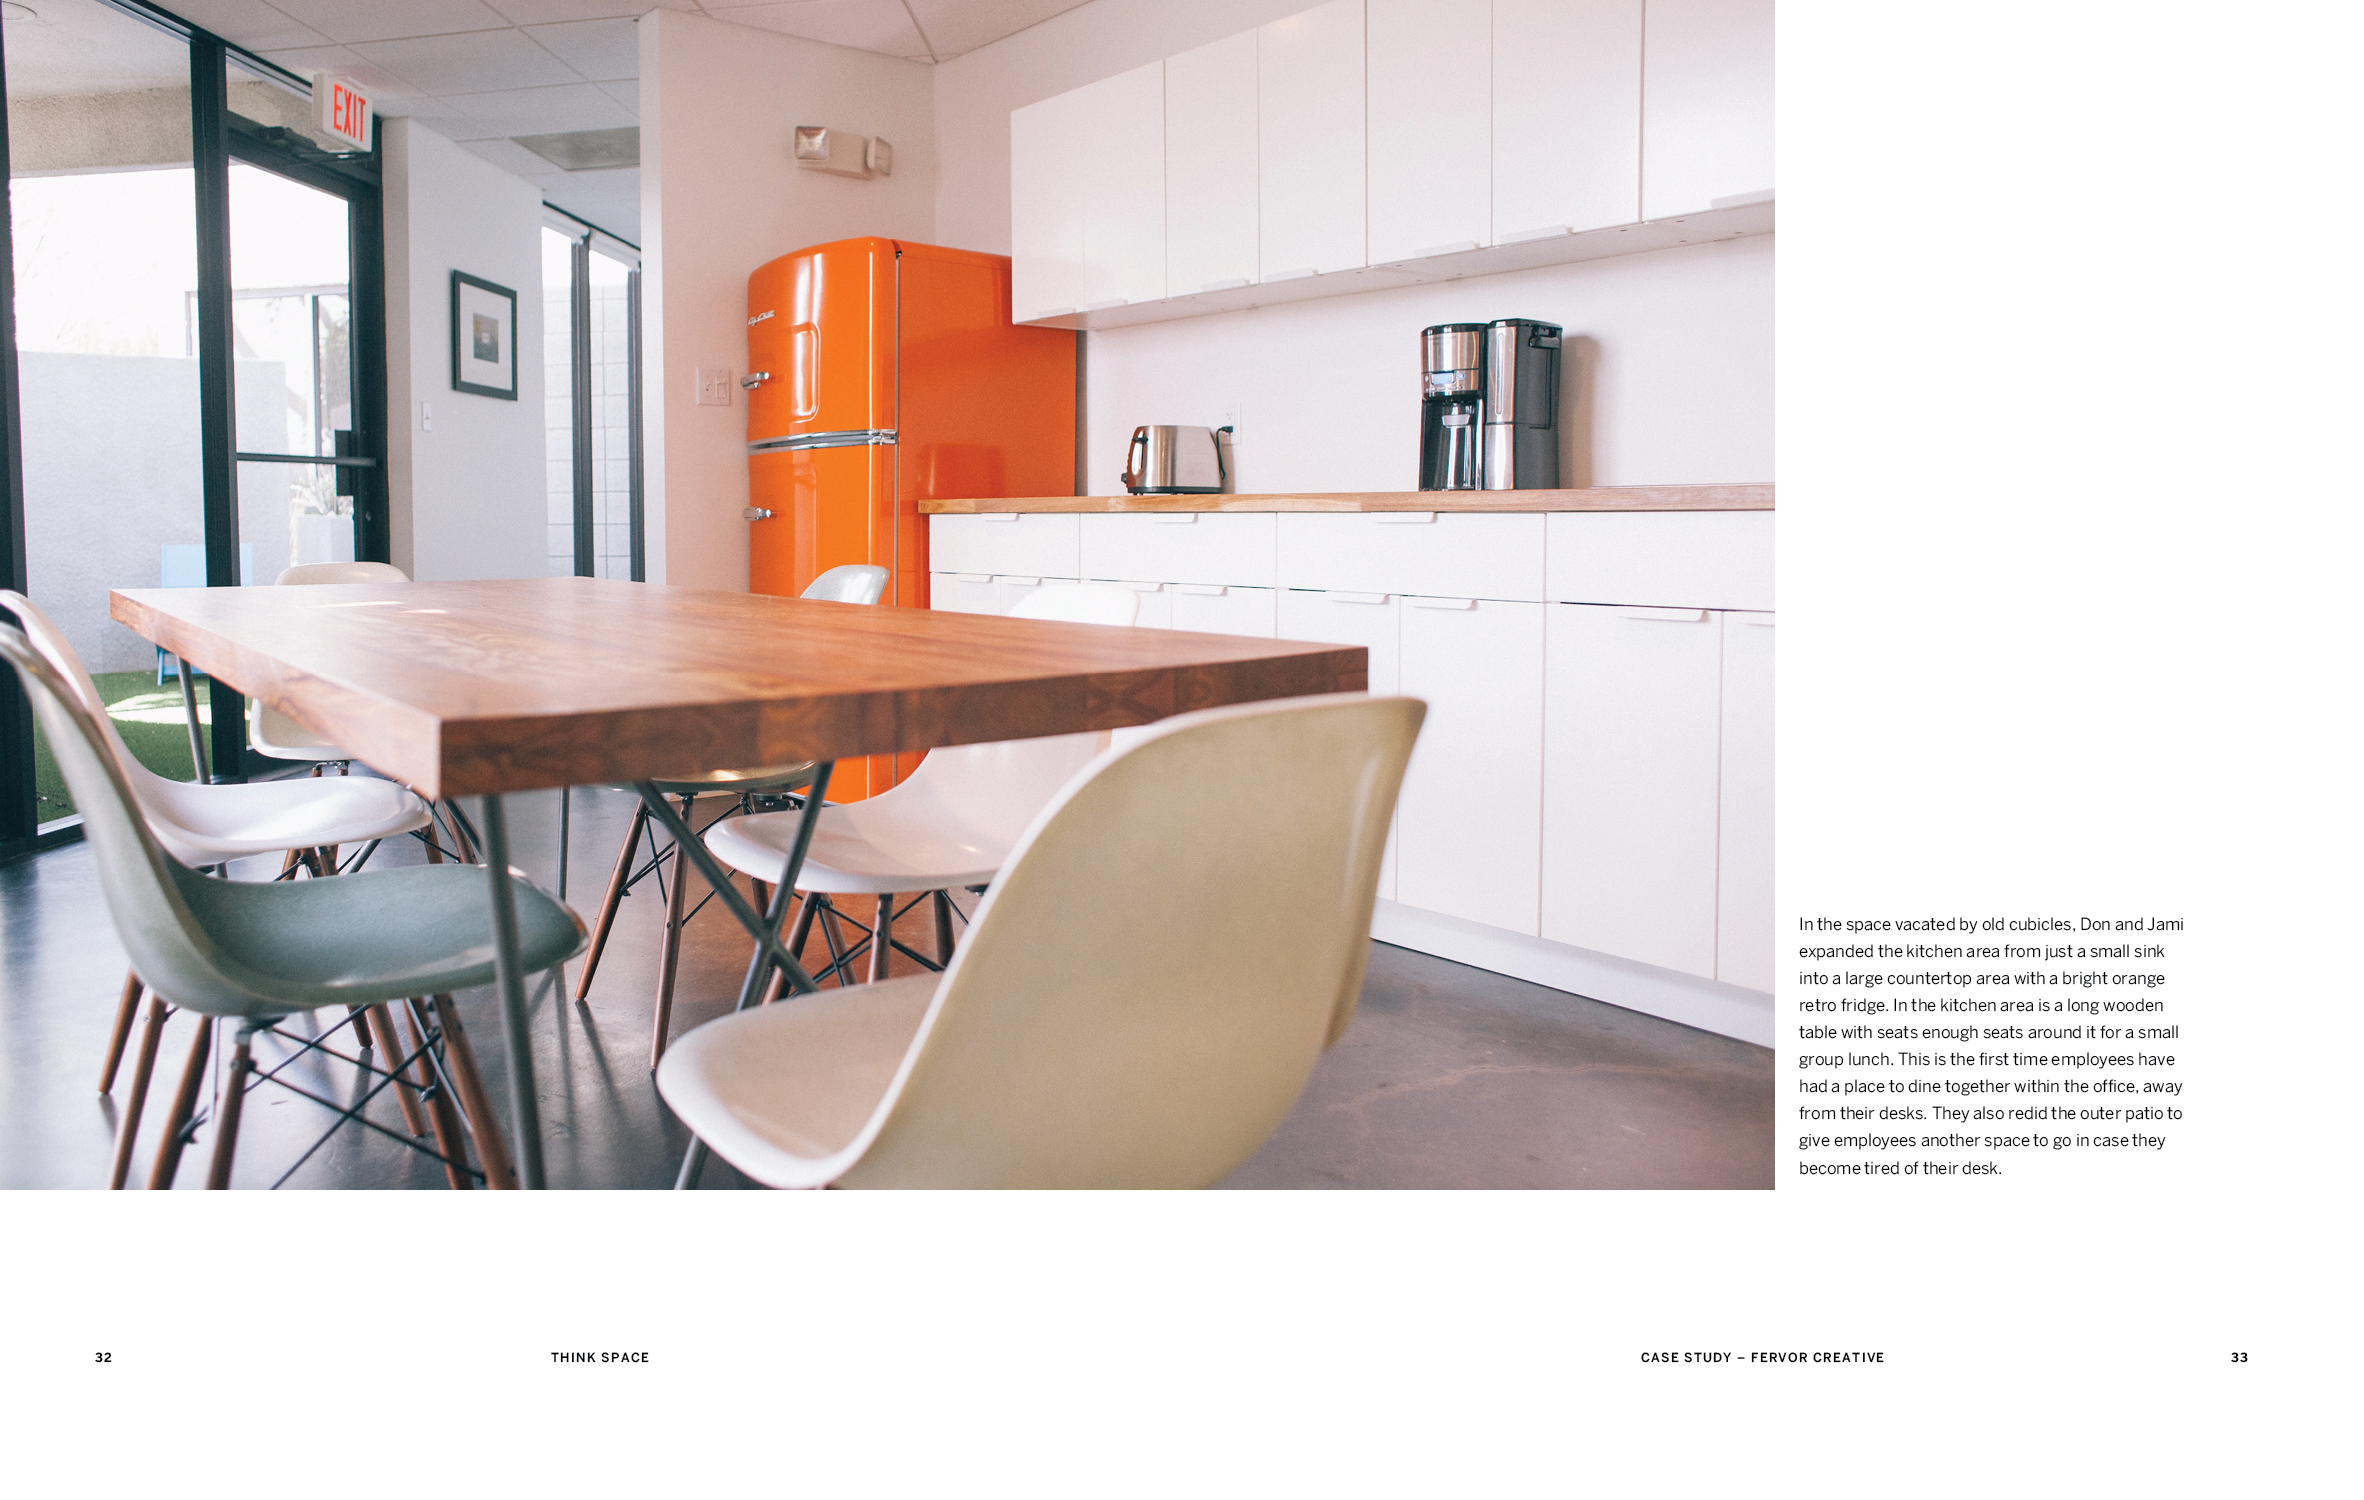 EXIT
In the space vacated by old cubicles, Don and Jami
expanded the kitchen area from just a small sink
into a large countertop area with a bright orange
retro fridge. In the kitchen area is a long wooden
table with seats enough seats around it for a small
group lunch. This is the first time employees have
had a place to dine together within the office, away
from their desks. They also redid the outer patio to
give employees another space to go in case they
become tired of their desk.
32
THINK SPACE
CASE STUDY – FERVOR CREATIVE
33